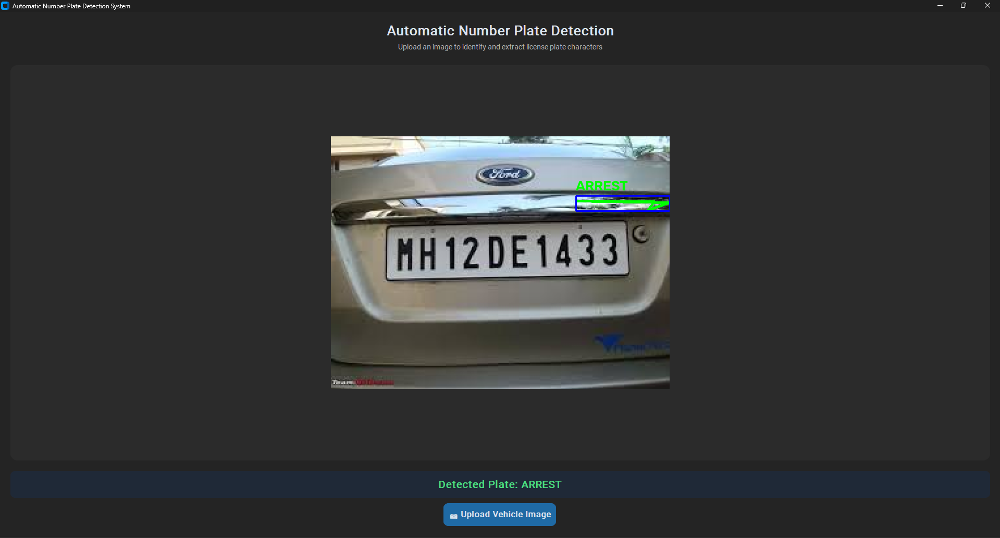 Automatic Number Plate Detection System
Automatic Number Plate Detection
Upload an image to identify and extract license plate characters
Ford
ARREST
MH12DE1433
Team-
Detected Plate: ARREST
Upload Vehicle Image